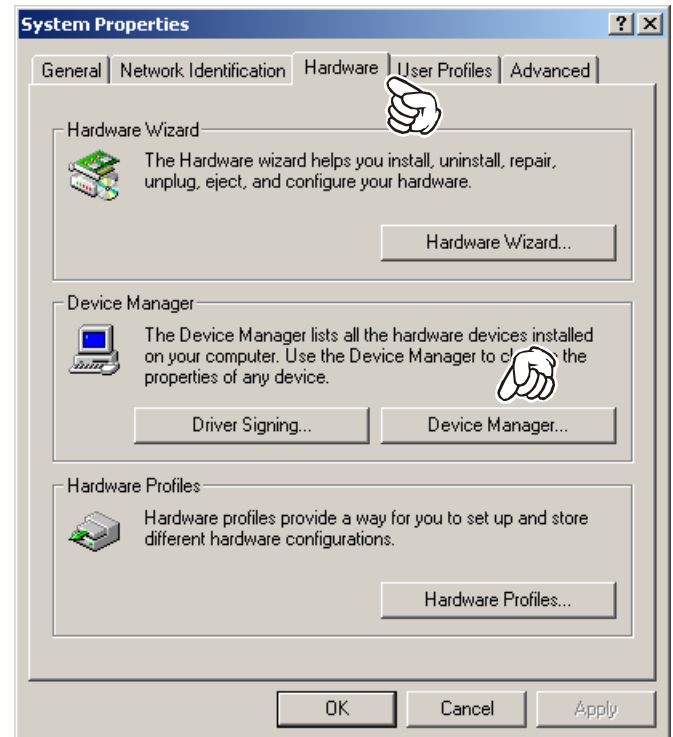 System Properties
General Network Identification Hardware User Profiles Advanced
Hardware Wizard
The Hardware wizard helps you install, uninstall, repair,
unplug, eject, and configure your hardware.
Hardware Wizard...
Device Manager
The Device Manager lists all the hardware devices installed
on your computer. Use the Device Manager to the
properties of any device.
Driver Signing... Device Manager...
Hardware Profiles
Hardware profiles provide a way for you to set up and store
different hardware configurations.
Hardware Profiles...
OK Cancel Apply